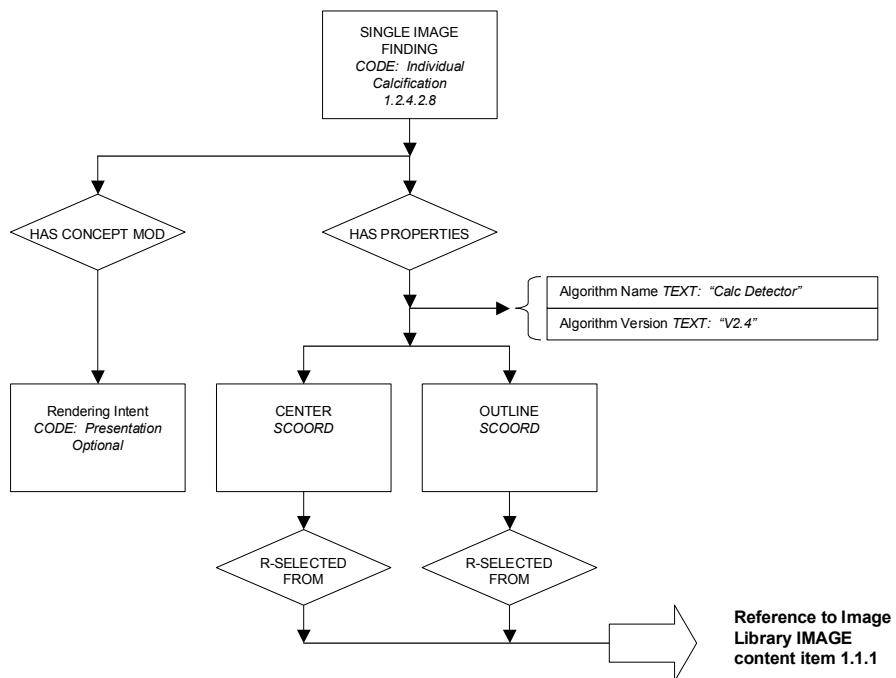 SINGLE IMAGE
FINDING
CODE: Individual
Calcification
1.2.4.2.8
HAS CONCEPT MOD
HAS PROPERTIES
Algorithm Name TEXT: “Calc Detector”
Algorithm Version TEXT: “V2.4”
Rendering Intent
CODE: Presentation
Optional
CENTER
SCOORD
OUTLINE
SCOORD
R-SELECTED
FROM
R-SELECTED
FROM
Reference to Image
Library IMAGE
content item 1.1.1